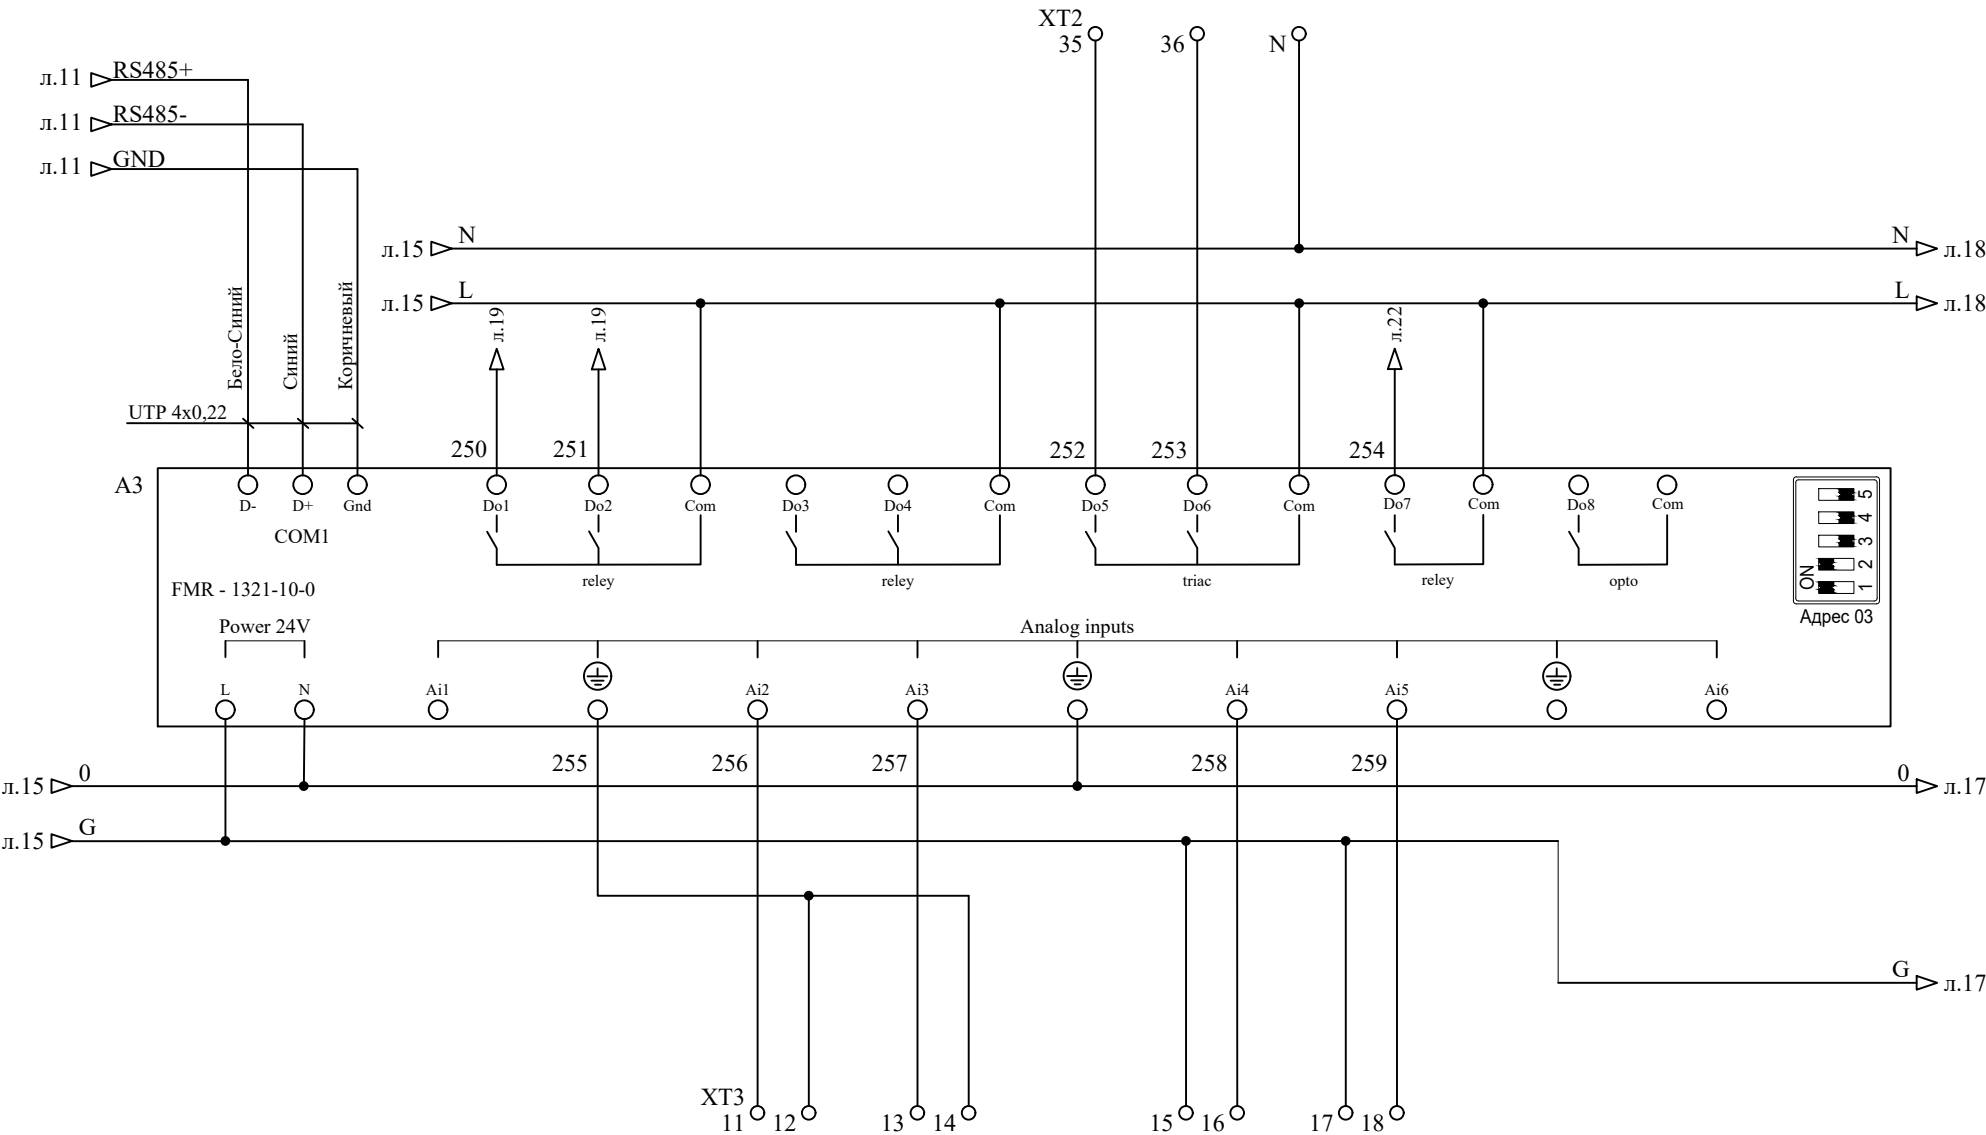 XT2
35
36
N
л.11 RS485+
л.11 RS485-
л.11 GND
л.15 N
N л.18
л.15 L
L л.18
Бело-Синий
Синий
Коричневый
л.19
л.19
л.22
UTP 4x0,22
250
251
252
253
254
A3
D-
D+
Gnd
Do1
Do2
Com
Do3
Do4
Com
Do5
Do6
Com
Do7
Com
Do8
Com
COM1
reley
reley
triac
reley
opto
5
4
3
2
1
ON
Адрес 03
FMR - 1321-10-0
Power 24V
Analog inputs
L
N
Ai1
Ai2
Ai3
Ai4
Ai5
Ai6
255
256
257
258
259
л.15 0
0 л.17
л.15 G
G л.17
XT3
11
12
13
14
15
16
17
18